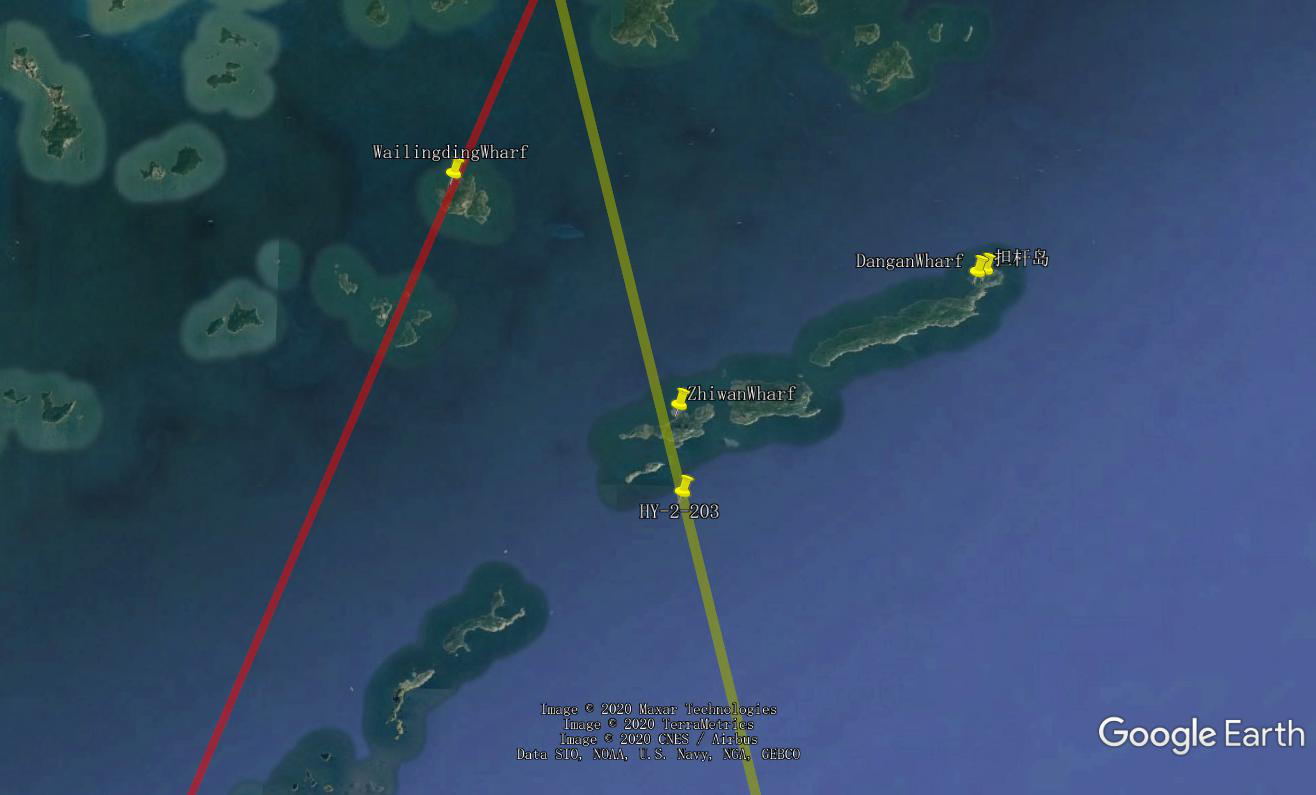 WailingdingWharf
DanganWharf
担杆岛
ZhiwanWharf
HY-2-203
Image © 2020 Maxar Technologies
Image © 2020 TerraMetrics
Image © 2020 CNES / Airbus
Data SIO, NOAA, U.S. Navy, NGA, GEBCO
Google Earth